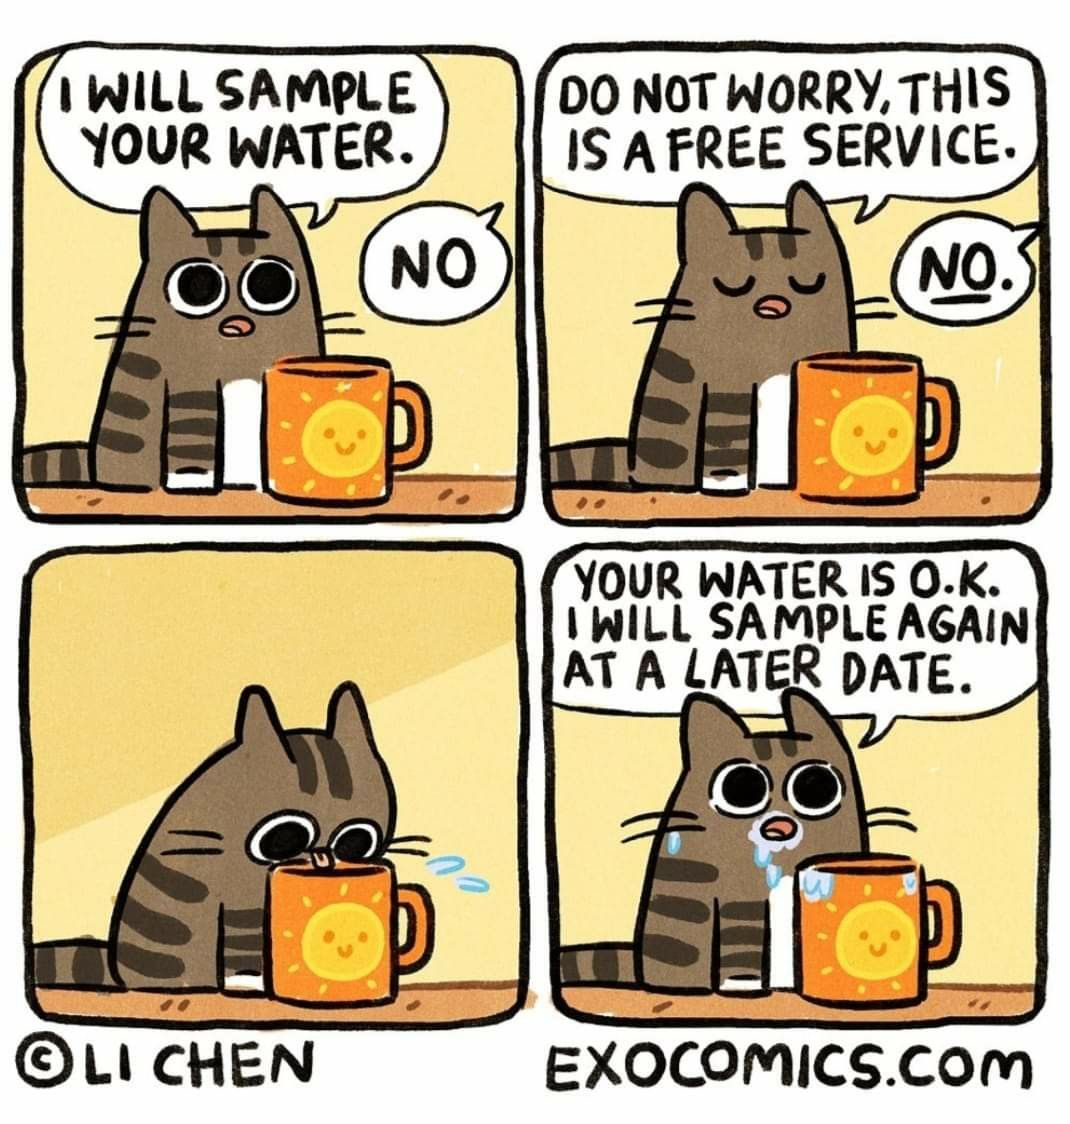 I WILL SAMPLE
YOUR WATER.
NO
DO NOT WORRY, THIS
IS A FREE SERVICE.
NO.
YOUR WATER IS O.K.
I WILL SAMPLE AGAIN
AT A LATER DATE.
©LI CHEN
EXOCOMICS.COM